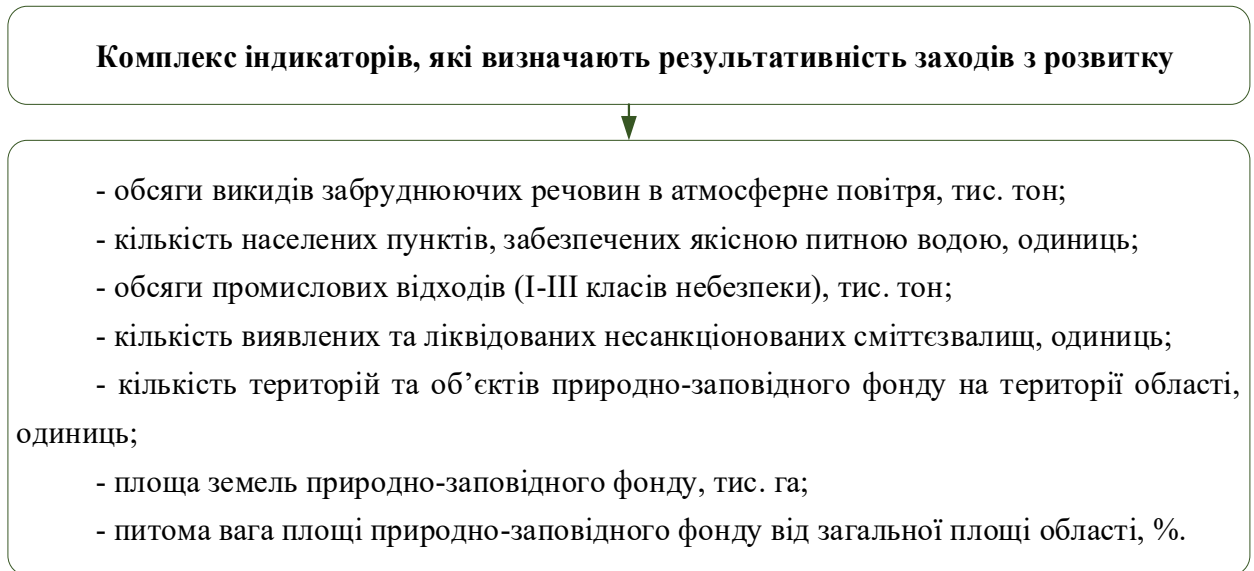 Комплекс індикаторів, які визначають результативність заходів з розвитку
- обсяги викидів забруднюючих речовин в атмосферне повітря, тис. тон;
- кількість населених пунктів, забезпечених якісною питною водою, одиниць;
- обсяги промислових відходів (І-ІІІ класів небезпеки), тис. тон;
- кількість виявлених та ліквідованих несанкціонованих сміттєзвалищ, одиниць;
- кількість територій та об’єктів природно-заповідного фонду на території області,
одиниць;
- площа земель природно-заповідного фонду, тис. га;
- питома вага площі природно-заповідного фонду від загальної площі області, %.